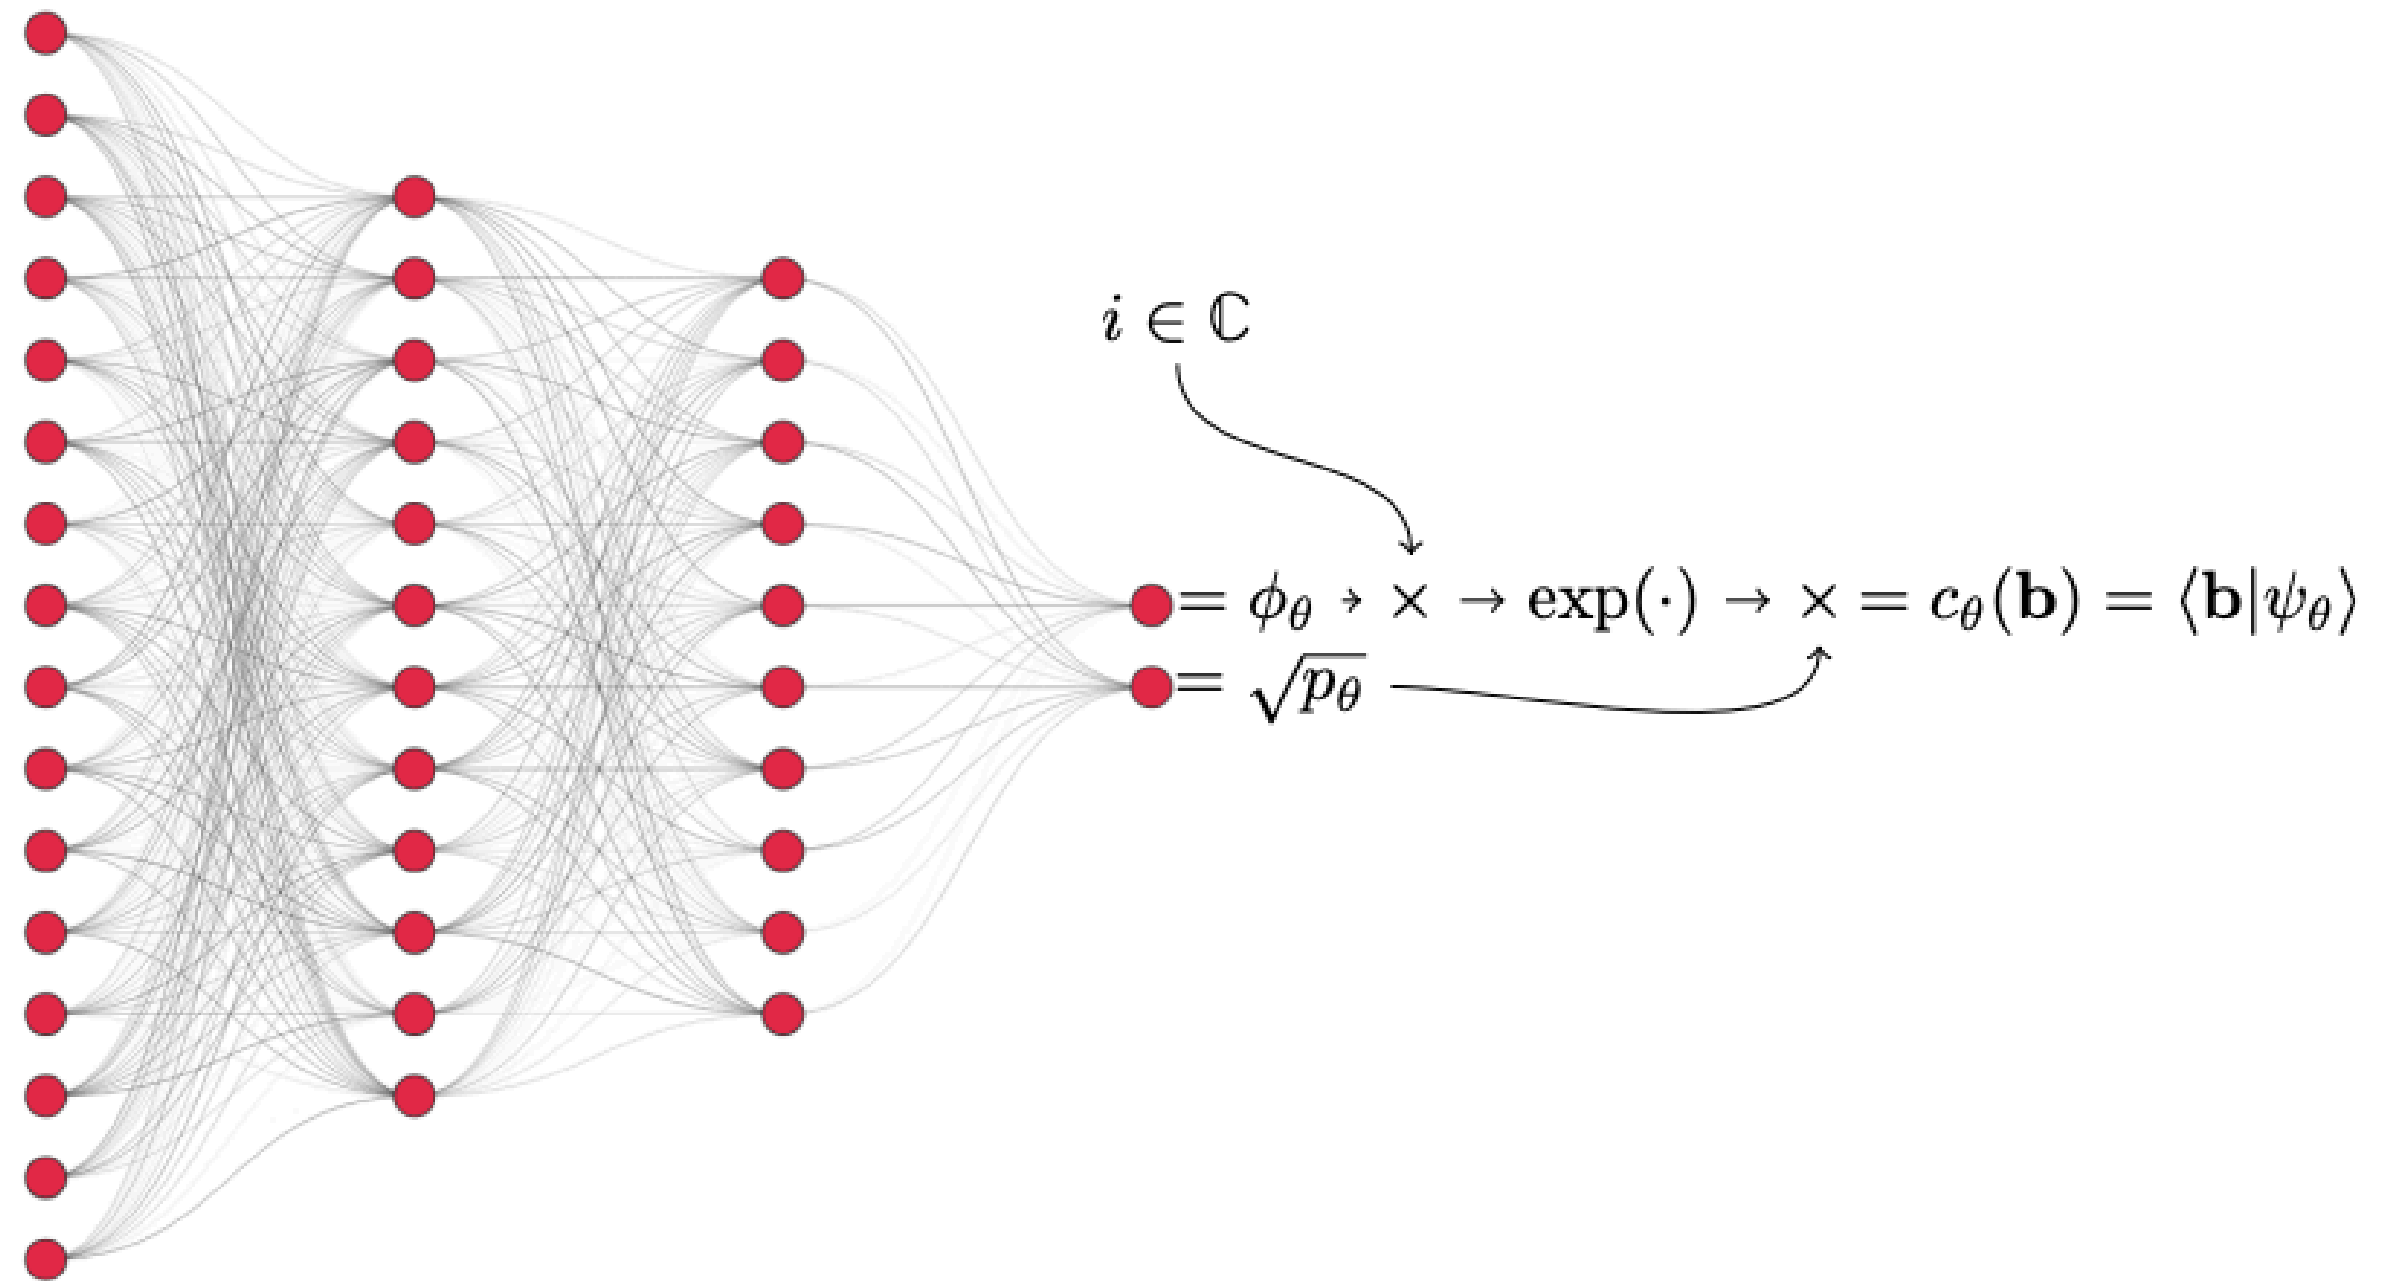 i ∈ ℂ
= ϕ_θ → × → exp(·) → × = c_θ(𝐛) = ⟨𝐛|ψ_θ⟩
= √p_θ